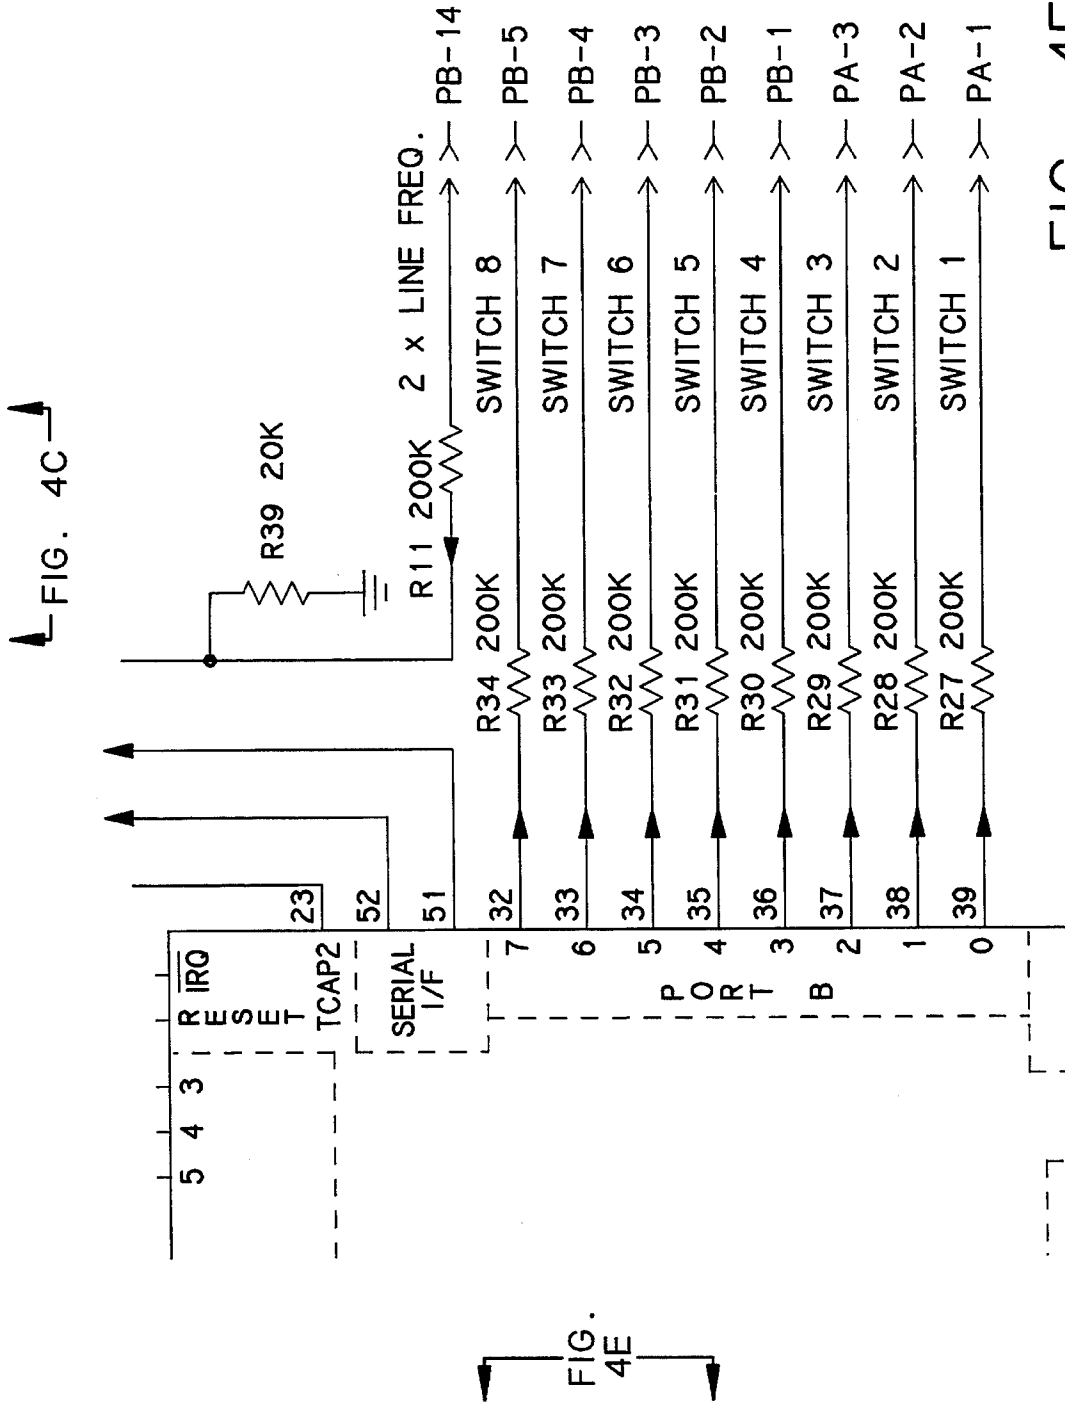 FIG. 4C
R39 20K
R11 200K 2 x LINE FREQ. PB-14
23 TCAP2
IRQ
RESET
3
4
5
52
51
SERIAL
I/F
7 32 R34 200K SWITCH 8 PB-5
6 33 R33 200K SWITCH 7 PB-4
5 34 R32 200K SWITCH 6 PB-3
4 35 R31 200K SWITCH 5 PB-2
3 36 R30 200K SWITCH 4 PB-1
2 37 R29 200K SWITCH 3 PA-3
1 38 R28 200K SWITCH 2 PA-2
0 39 R27 200K SWITCH 1 PA-1
PORT B
FIG.
4E